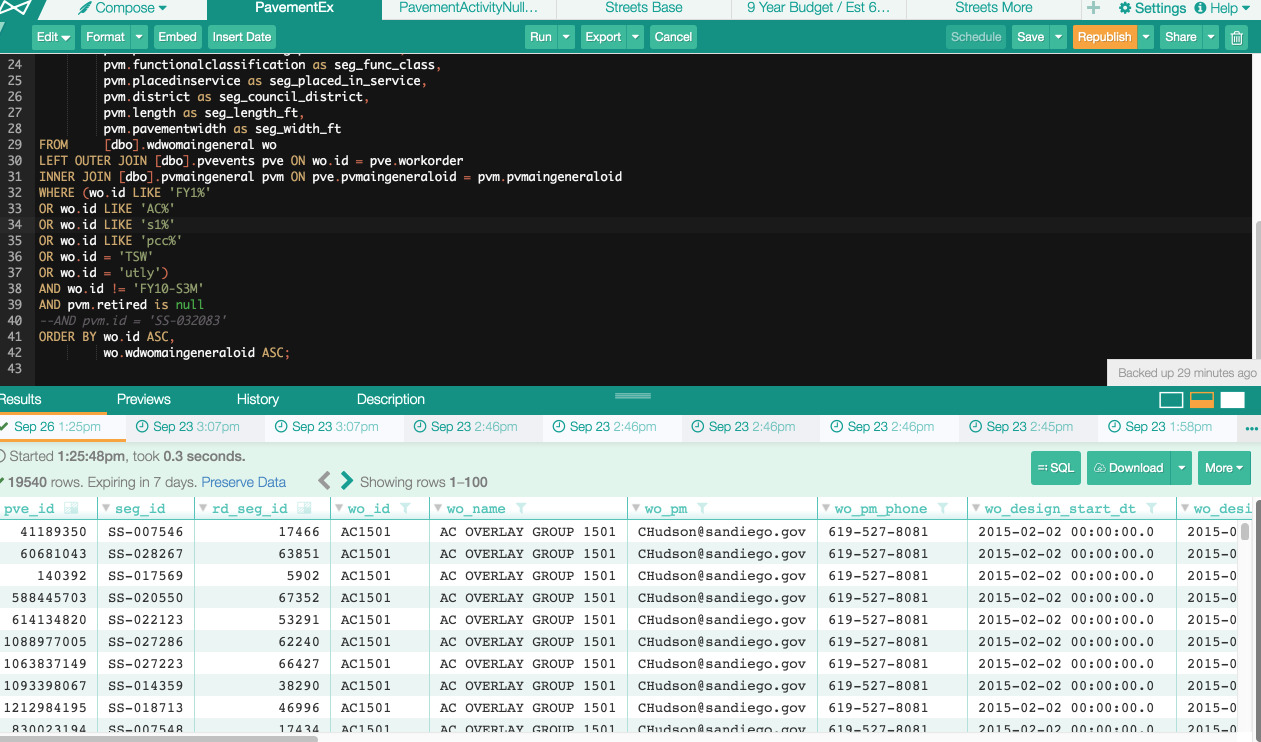 Compose PavementEx PavementActivityNull... Streets Base 9 Year Budget / Est 6... Streets More Settings Help
Edit Format Embed Insert Date Run Export Cancel Schedule Save Republish Share
24 pvm.functionalclassification as seg_func_class,
25 pvm.placedinservice as seg_placed_in_service,
26 pvm.district as seg_council_district,
27 pvm.length as seg_length_ft,
28 pvm.pavementwidth as seg_width_ft
29 FROM [dbo].wdwomaingeneral wo
30 LEFT OUTER JOIN [dbo].pvevents pve ON wo.id = pve.workorder
31 INNER JOIN [dbo].pvmaingeneral pvm ON pve.pvmaingeneraloid = pvm.pvmaingeneraloid
32 WHERE (wo.id LIKE 'FY1%'
33 OR wo.id LIKE 'AC%'
34 OR wo.id LIKE 's1%'
35 OR wo.id LIKE 'pcc%'
36 OR wo.id = 'TSW'
37 OR wo.id = 'utly')
38 AND wo.id != 'FY10-S3M'
39 AND pvm.retired is null
40 --AND pvm.id = 'SS-032083'
41 ORDER BY wo.id ASC,
42 wo.wdwomaingeneraloid ASC;
43
Backed up 29 minutes ago
Results Previews History Description
Sep 26 1:25pm Sep 23 3:07pm Sep 23 3:07pm Sep 23 2:46pm Sep 23 2:46pm Sep 23 2:46pm Sep 23 2:46pm Sep 23 2:45pm Sep 23 1:58pm
Started 1:25:48pm, took 0.3 seconds.
SQL Download More
19540 rows. Expiring in 7 days. Preserve Data Showing rows 1–100
pve_id seg_id rd_seg_id wo_id wo_name wo_pm wo_pm_phone wo_design_start_dt wo_desi
41189350 SS-007546 17466 AC1501 AC OVERLAY GROUP 1501 CHudson@sandiego.gov 619-527-8081 2015-02-02 00:00:00.0 2015-0
60681043 SS-028267 63851 AC1501 AC OVERLAY GROUP 1501 CHudson@sandiego.gov 619-527-8081 2015-02-02 00:00:00.0 2015-0
140392 SS-017569 5902 AC1501 AC OVERLAY GROUP 1501 CHudson@sandiego.gov 619-527-8081 2015-02-02 00:00:00.0 2015-0
588445703 SS-020550 67352 AC1501 AC OVERLAY GROUP 1501 CHudson@sandiego.gov 619-527-8081 2015-02-02 00:00:00.0 2015-0
614134820 SS-022123 53291 AC1501 AC OVERLAY GROUP 1501 CHudson@sandiego.gov 619-527-8081 2015-02-02 00:00:00.0 2015-0
1088977005 SS-027286 62240 AC1501 AC OVERLAY GROUP 1501 CHudson@sandiego.gov 619-527-8081 2015-02-02 00:00:00.0 2015-0
1063837149 SS-027223 66427 AC1501 AC OVERLAY GROUP 1501 CHudson@sandiego.gov 619-527-8081 2015-02-02 00:00:00.0 2015-0
1093398067 SS-014359 38290 AC1501 AC OVERLAY GROUP 1501 CHudson@sandiego.gov 619-527-8081 2015-02-02 00:00:00.0 2015-0
1212984195 SS-018713 46996 AC1501 AC OVERLAY GROUP 1501 CHudson@sandiego.gov 619-527-8081 2015-02-02 00:00:00.0 2015-0
830023194 SS-007548 17434 AC1501 AC OVERLAY GROUP 1501 CHudson@sandiego.gov 619-527-8081 2015-02-02 00:00:00.0 2015-0